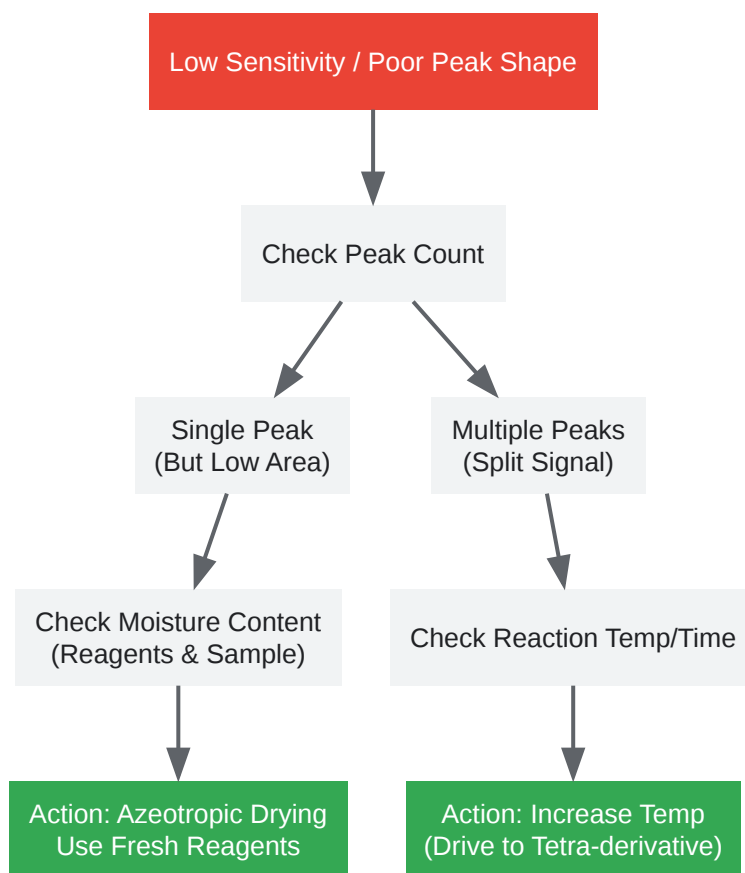 Low Sensitivity / Poor Peak Shape
Check Peak Count
Single Peak
(But Low Area)
Multiple Peaks
(Split Signal)
Check Moisture Content
(Reagents & Sample)
Check Reaction Temp/Time
Action: Azeotropic Drying
Use Fresh Reagents
Action: Increase Temp
(Drive to Tetra-derivative)